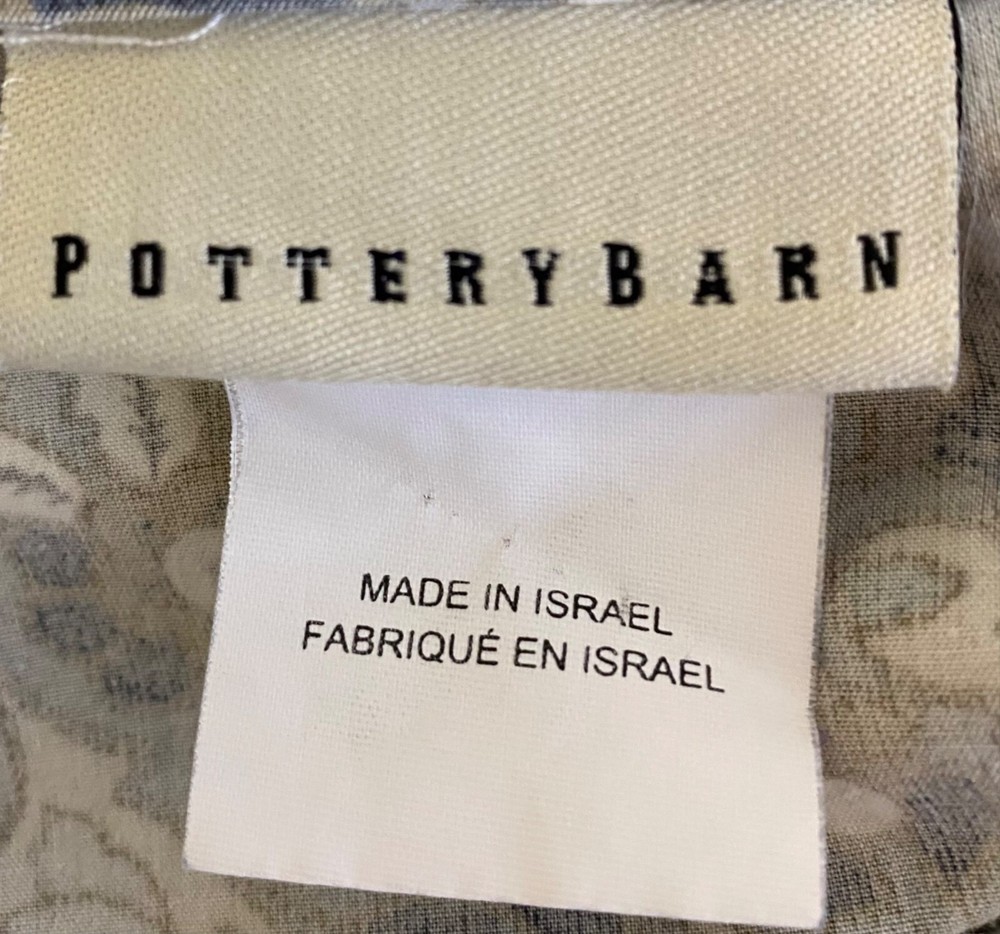 POTTERYBARN
MADE IN ISRAEL
FABRIQUÉ EN ISRAEL